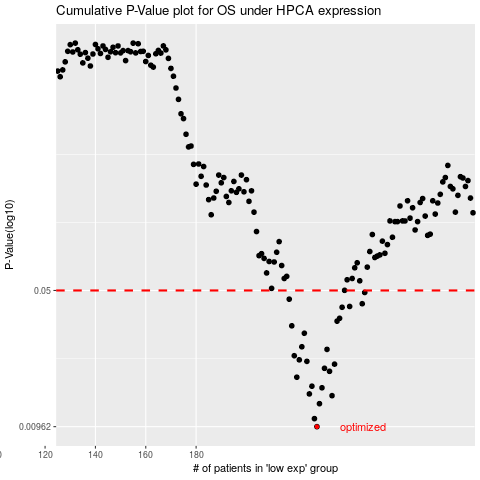 Cumulative P-Value plot for OS under HPCA expression
P-Value(log10)
0.05
0.00962
optimized
0
120
140
160
180
# of patients in 'low exp' group